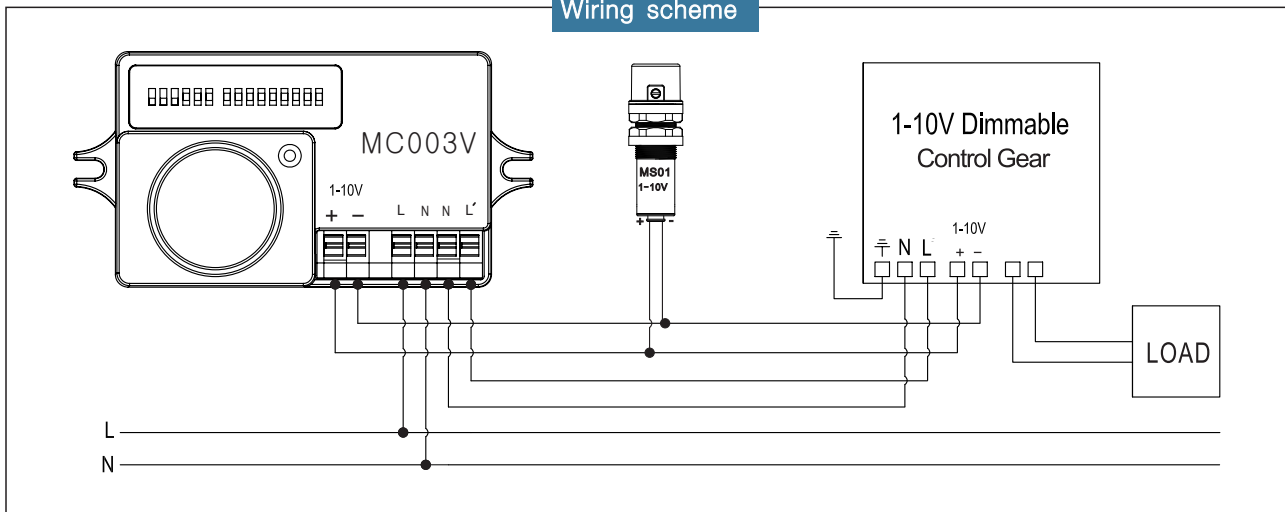 Wiring scheme
MC003V
1-10V
+ − L N N L′
MS01
1-10V
+ -
1-10V Dimmable
Control Gear
1-10V
N L + −
LOAD
L
N